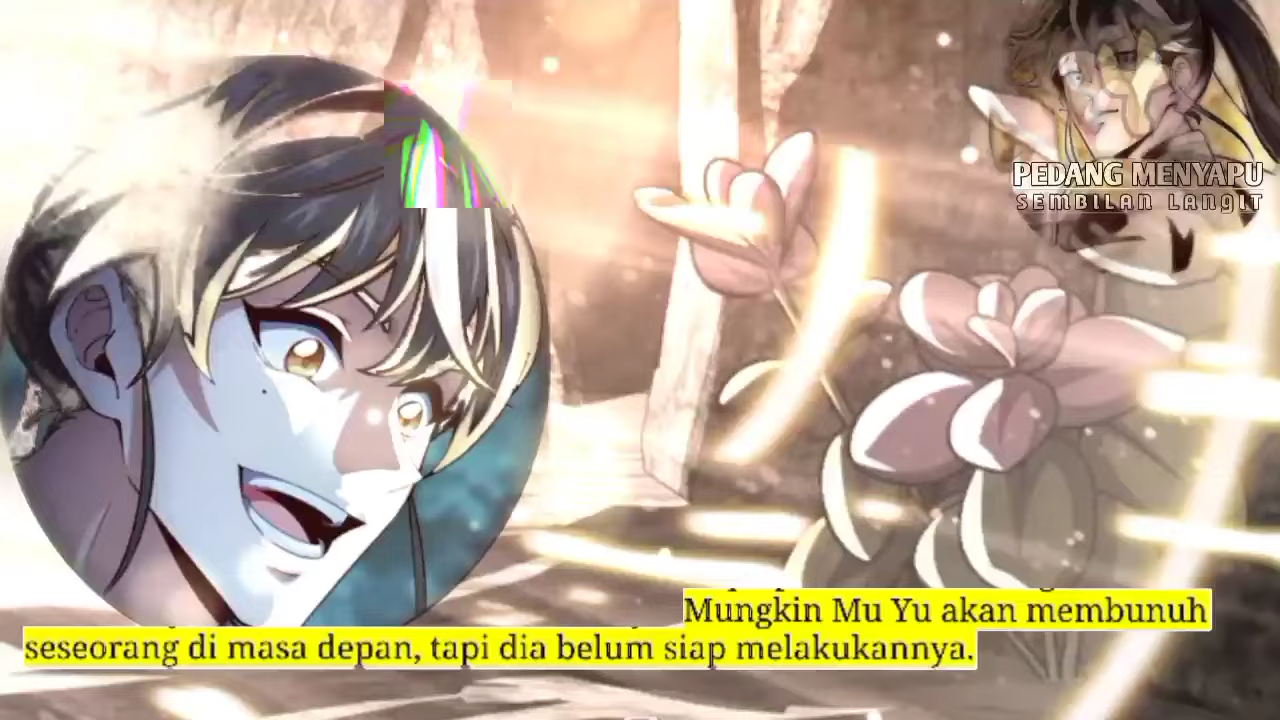 PEDANG MENYAPU
SEMBILAN LANGIT
Mungkin Mu Yu akan membunuh
seseorang di masa depan, tapi dia belum siap melakukannya.